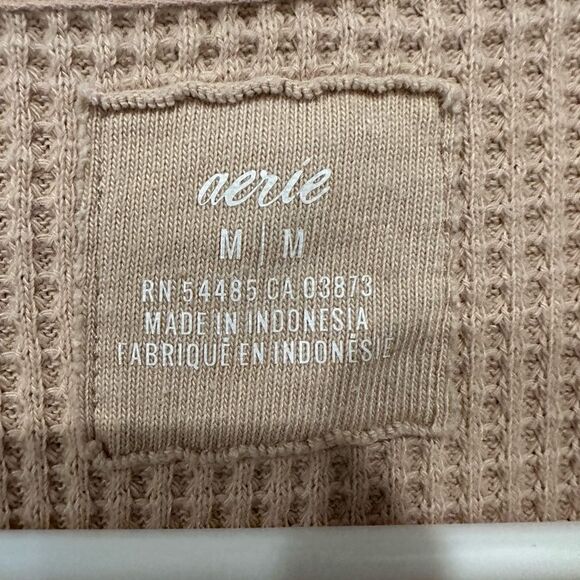 aerie
M | M
RN 54485 CA 03873
MADE IN INDONESIA
FABRIQUÉ EN INDONÉSIE